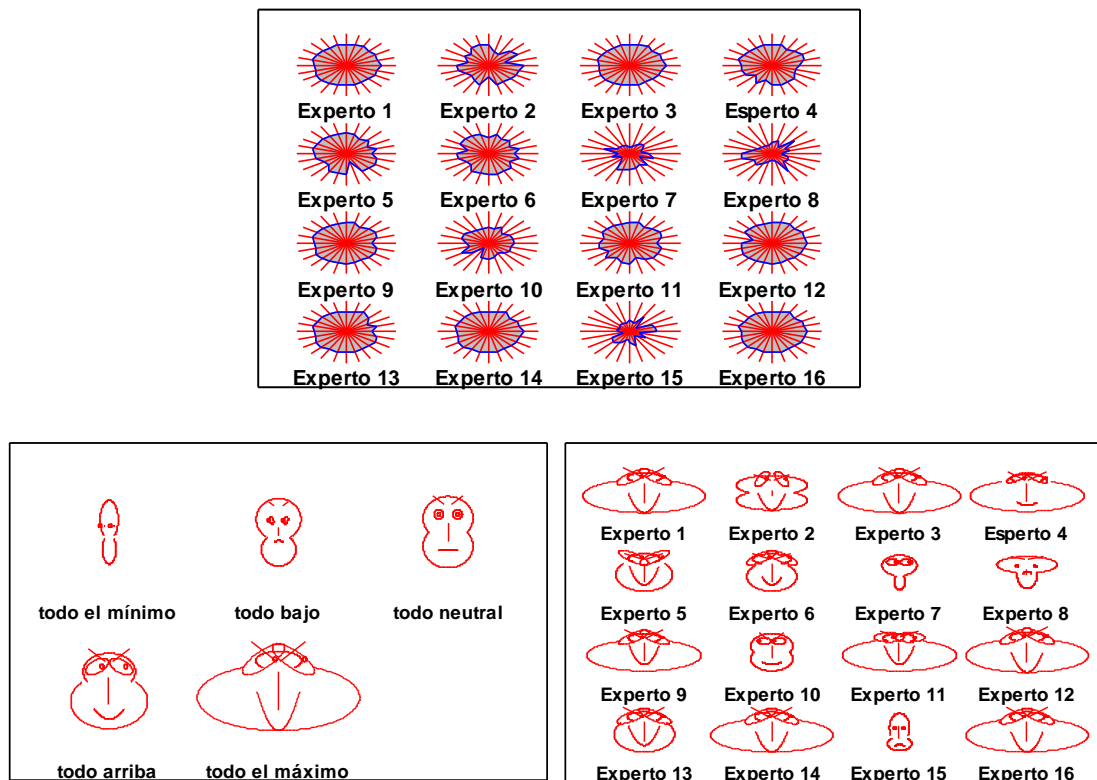 Experto 1 Experto 2 Experto 3 Esperto 4
Experto 5 Experto 6 Experto 7 Experto 8
Experto 9 Experto 10 Experto 11 Experto 12
Experto 13 Experto 14 Experto 15 Experto 16
todo el mínimo todo bajo todo neutral
todo arriba todo el máximo
Experto 1 Experto 2 Experto 3 Esperto 4
Experto 5 Experto 6 Experto 7 Experto 8
Experto 9 Experto 10 Experto 11 Experto 12
Experto 13 Experto 14 Experto 15 Experto 16